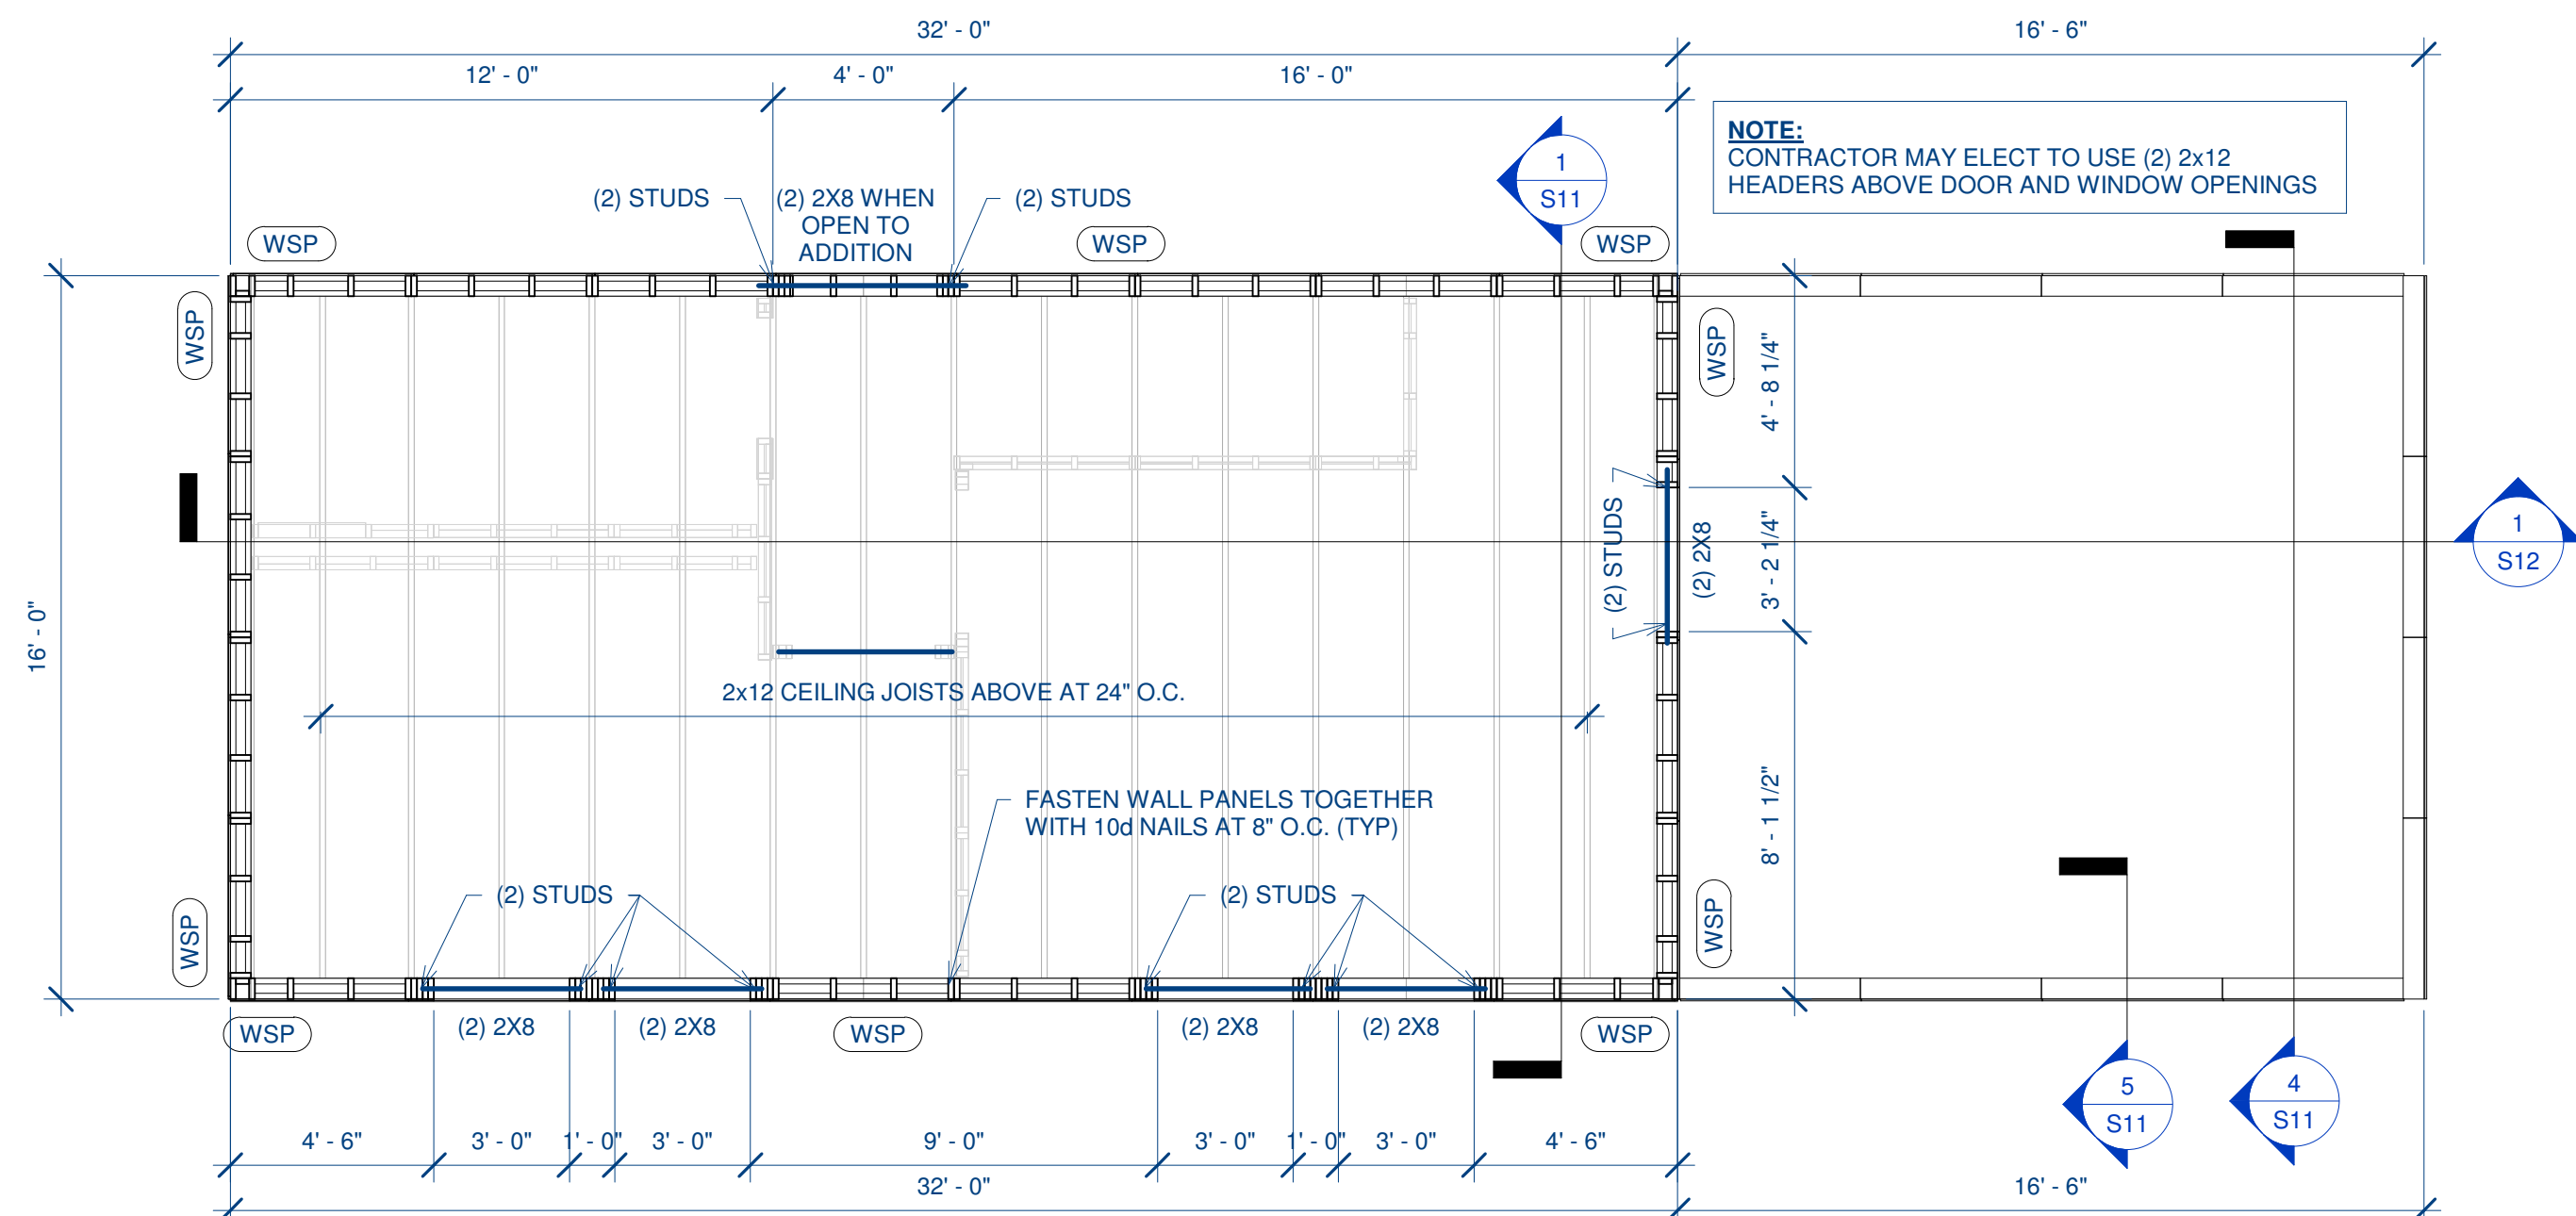 32' - 0"
16' - 6"
12' - 0"
4' - 0"
16' - 0"
NOTE:
CONTRACTOR MAY ELECT TO USE (2) 2x12
HEADERS ABOVE DOOR AND WINDOW OPENINGS
1
S11
(2) STUDS
(2) 2X8 WHEN
OPEN TO
ADDITION
(2) STUDS
WSP
WSP
WSP
WSP
WSP
4' - 8 1/4"
(2) STUDS
(2) 2X8
3' - 2 1/4"
1
S12
16' - 0"
2x12 CEILING JOISTS ABOVE AT 24" O.C.
FASTEN WALL PANELS TOGETHER
WITH 10d NAILS AT 8" O.C. (TYP)
8' - 1 1/2"
(2) STUDS
(2) STUDS
WSP
WSP
WSP
(2) 2X8
(2) 2X8
WSP
(2) 2X8
(2) 2X8
WSP
5
S11
4
S11
4' - 6"
3' - 0"
1' - 0"
3' - 0"
9' - 0"
3' - 0"
1' - 0"
3' - 0"
4' - 6"
32' - 0"
16' - 6"